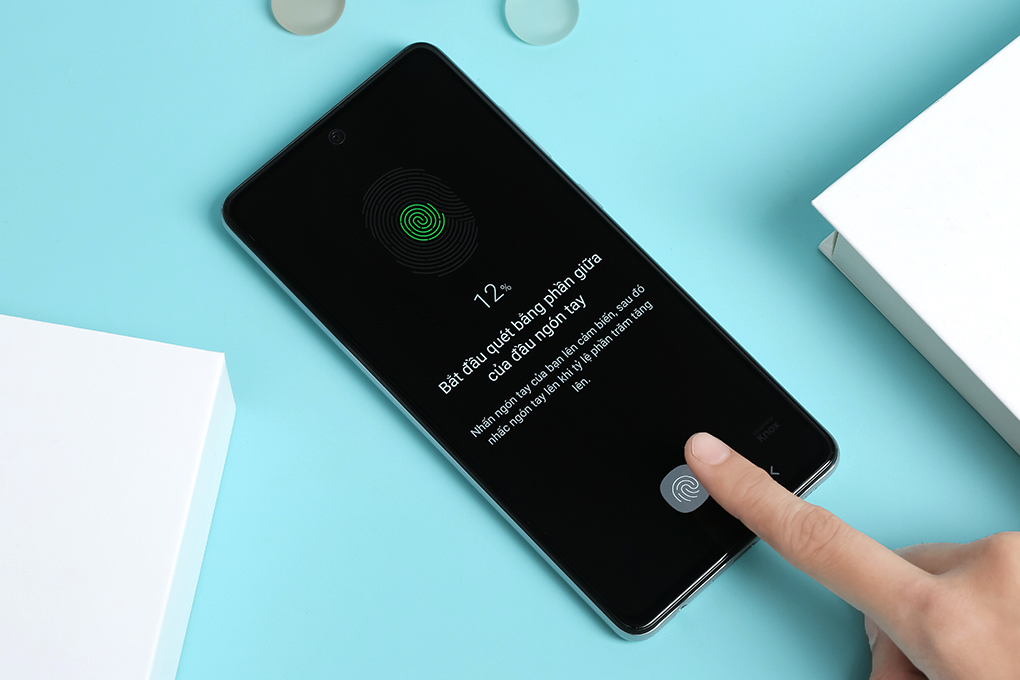 12%
Bắt đầu quét bằng phần giữa
của đầu ngón tay
Nhấn ngón tay của bạn lên cảm biến, sau đó
nhấc ngón tay lên khi tỷ lệ phần trăm tăng
lên.
Knox